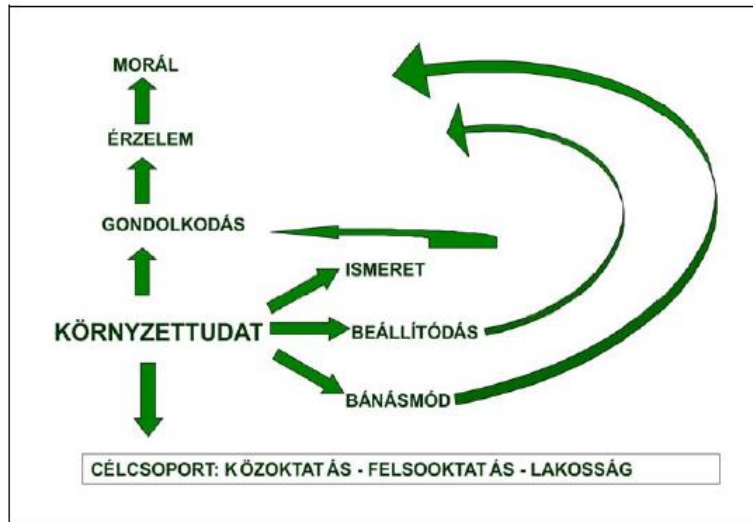 MORÁL
ÉRZELEM
GONDOLKODÁS
ISMERET
KÖRNYZETTUDAT
BEÁLLÍTÓDÁS
BÁNÁSMÓD
CÉLCSOPORT: KÖZOKTATÁS - FELSOOKTATÁS - LAKOSSÁG